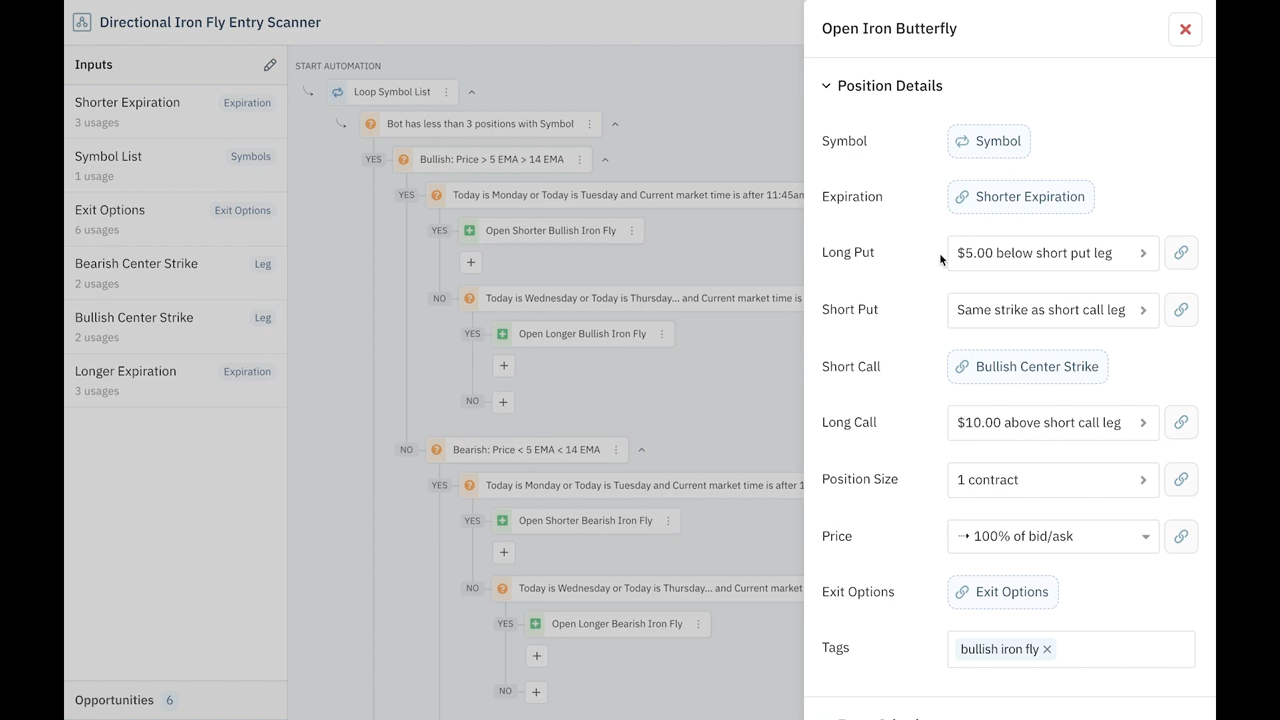 Directional Iron Fly Entry Scanner
Inputs
Shorter Expiration Expiration
3 usages
Symbol List Symbols
1 usage
Exit Options Exit Options
6 usages
Bearish Center Strike Leg
2 usages
Bullish Center Strike Leg
2 usages
Longer Expiration Expiration
3 usages
Opportunities 6
START AUTOMATION
Loop Symbol List
Bot has less than 3 positions with Symbol
YES Bullish: Price > 5 EMA > 14 EMA
YES Today is Monday or Today is Tuesday and Current market time is after 11:45am
YES Open Shorter Bullish Iron Fly
NO Today is Wednesday or Today is Thursday... and Current market time is
YES Open Longer Bullish Iron Fly
NO
NO Bearish: Price < 5 EMA < 14 EMA
YES Today is Monday or Today is Tuesday and Current market time is after 1
YES Open Shorter Bearish Iron Fly
NO Today is Wednesday or Today is Thursday... and Current market
YES Open Longer Bearish Iron Fly
NO
Open Iron Butterfly
Position Details
Symbol Symbol
Expiration Shorter Expiration
Long Put $5.00 below short put leg
Short Put Same strike as short call leg
Short Call Bullish Center Strike
Long Call $10.00 above short call leg
Position Size 1 contract
Price 100% of bid/ask
Exit Options Exit Options
Tags bullish iron fly